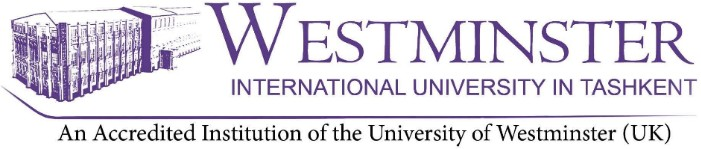 WESTMINSTER
INTERNATIONAL UNIVERSITY IN TASHKENT
An Accredited Institution of the University of Westminster (UK)